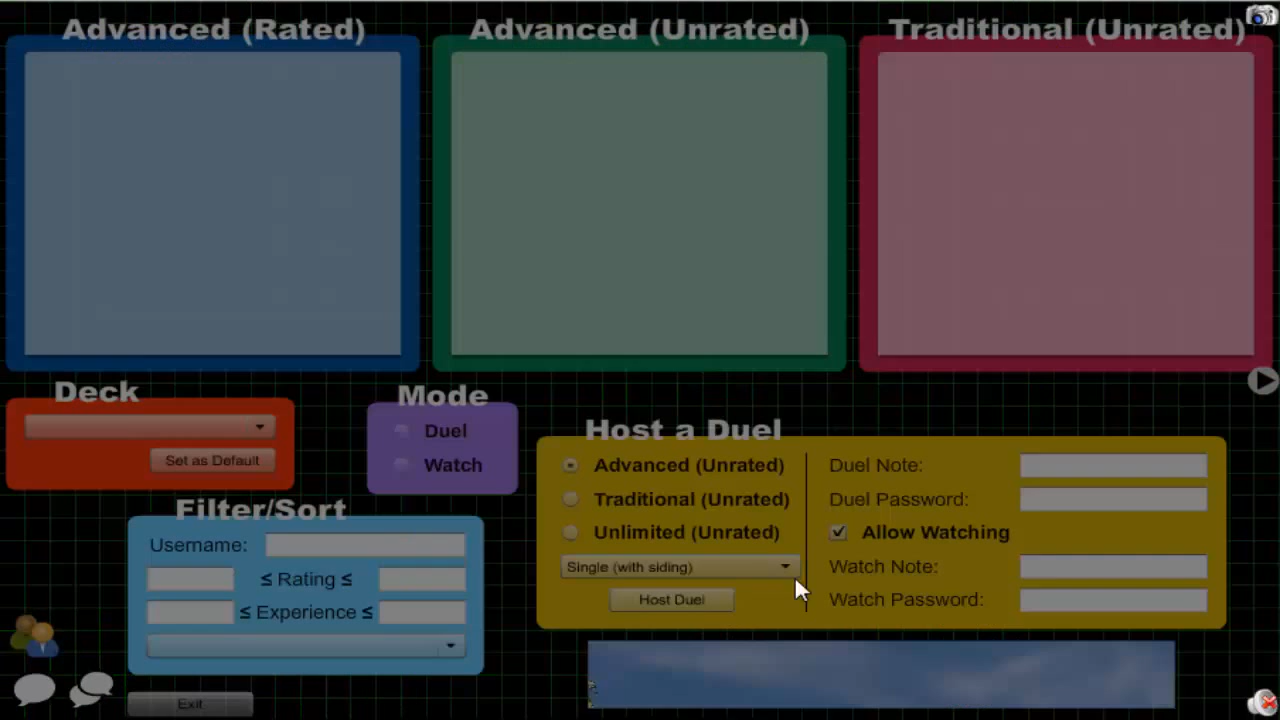 Advanced (Rated)
Advanced (Unrated)
Traditional (Unrated)
Deck
Set as Default
Mode
Duel
Watch
Filter/Sort
Username:
≤ Rating ≤
≤ Experience ≤
Exit
Host a Duel
Advanced (Unrated)
Traditional (Unrated)
Unlimited (Unrated)
Single (with siding)
Host Duel
Duel Note:
Duel Password:
Allow Watching
Watch Note:
Watch Password: